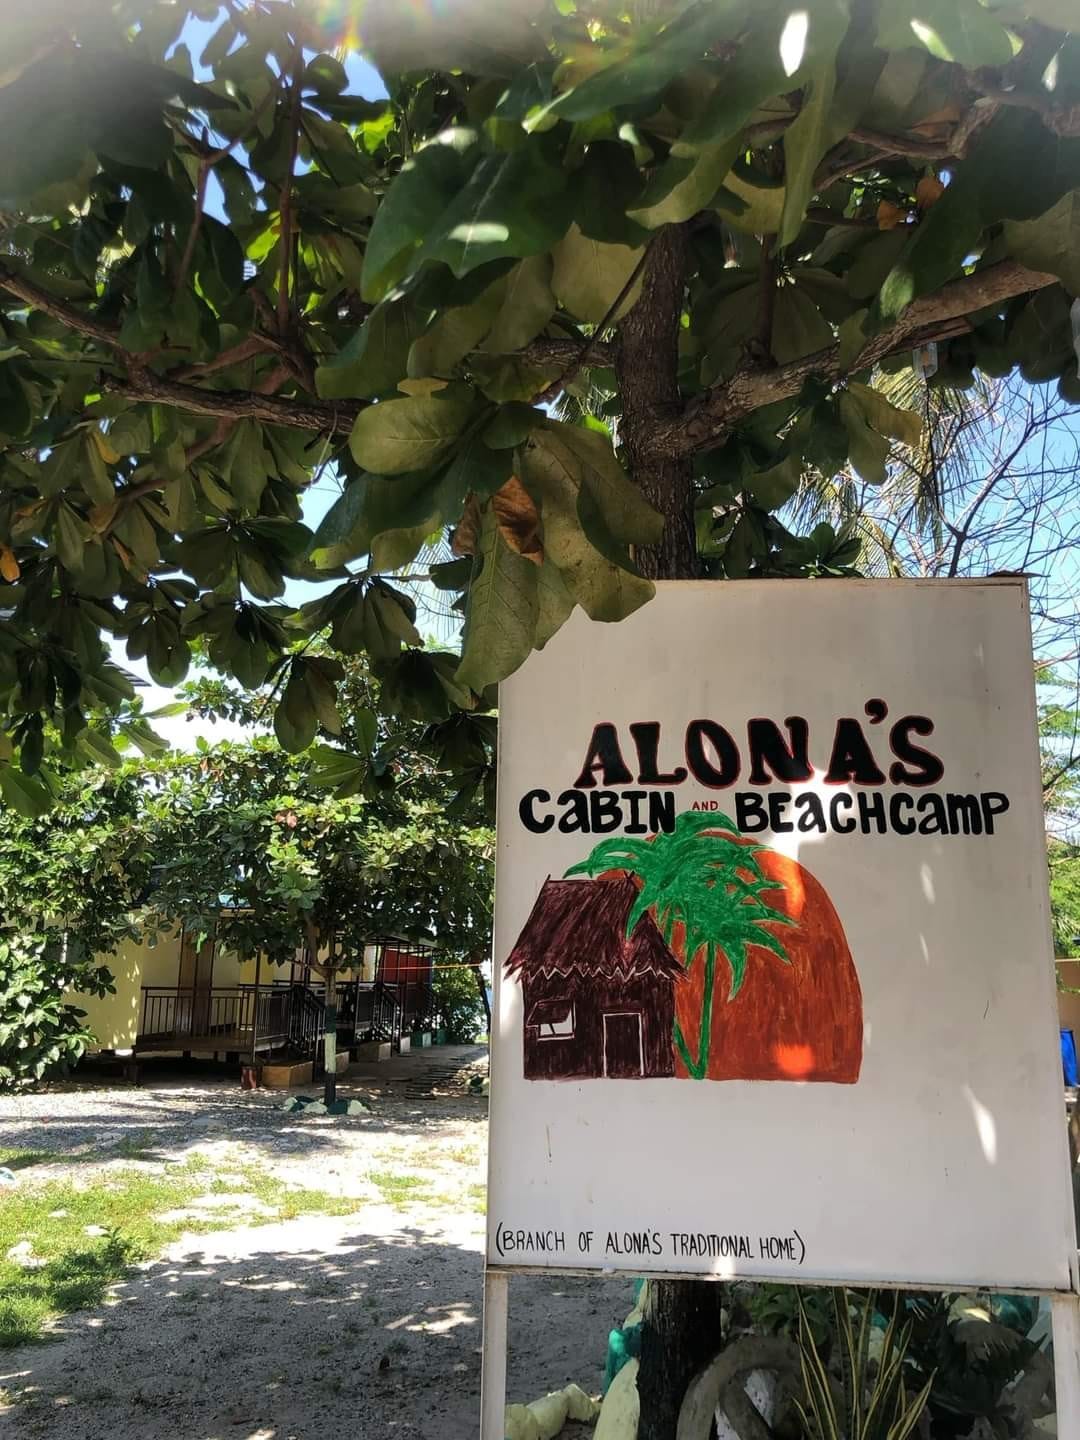 ALONA'S
CABIN AND BEACHCAMP
(BRANCH OF ALONA'S TRADITIONAL HOME)